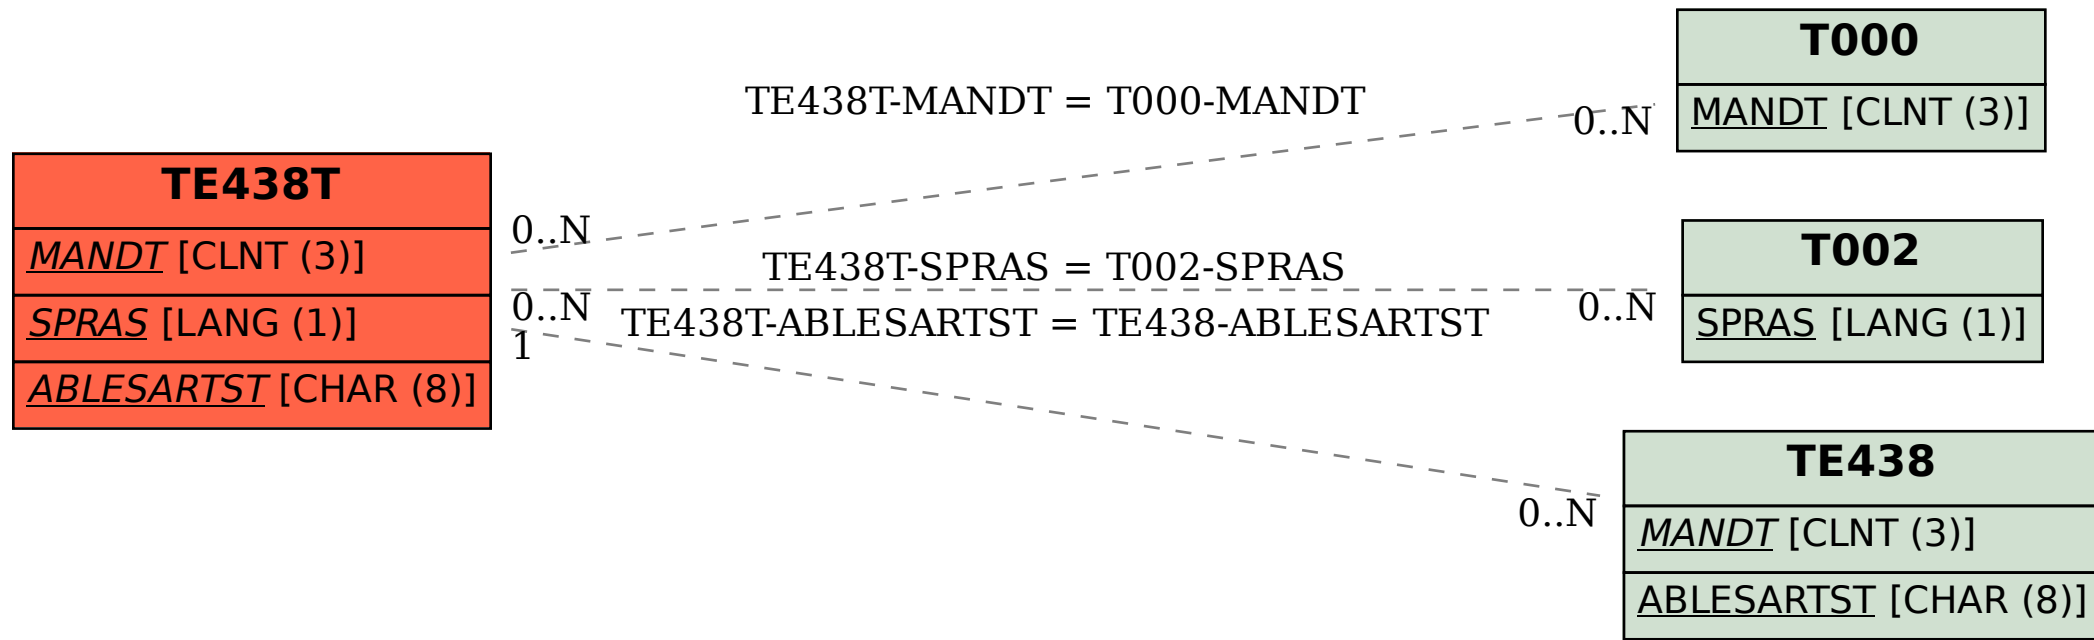 TE438T
MANDT [CLNT (3)]
SPRAS [LANG (1)]
ABLESARTST [CHAR (8)]
TE438T-MANDT = T000-MANDT
0..N
0..N
TE438T-SPRAS = T002-SPRAS
0..N
0..N
TE438T-ABLESARTST = TE438-ABLESARTST
1
0..N
T000
MANDT [CLNT (3)]
T002
SPRAS [LANG (1)]
TE438
MANDT [CLNT (3)]
ABLESARTST [CHAR (8)]